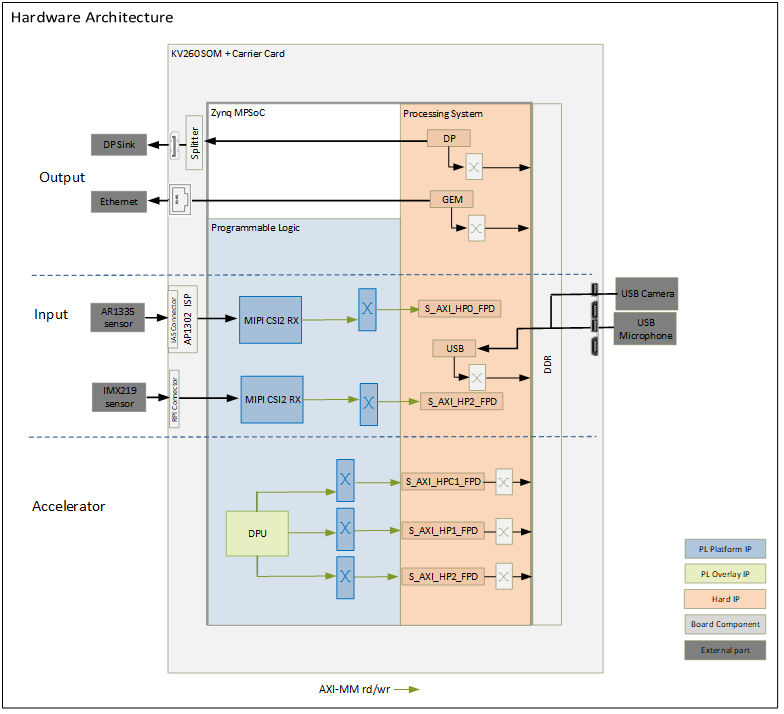 Hardware Architecture
KV260SOM + Carrier Card
Zynq MPSoC
Processing System
Output
DP Sink
Splitter
DP
Ethernet
RJ-45
GEM
Programmable Logic
Input
AR1335
sensor
IAS Connector
AP1302 ISP
MIPI CSI2 RX
S_AXI_HP0_FPD
USB Camera
USB
Microphone
USB
DDR
IMX219
sensor
RPI Connector
MIPI CSI2 RX
S_AXI_HP2_FPD
Accelerator
DPU
S_AXI_HPC1_FPD
S_AXI_HP1_FPD
S_AXI_HP2_FPD
PL Platform IP
PL Overlay IP
Hard IP
Board Component
External part
AXI-MM rd/wr